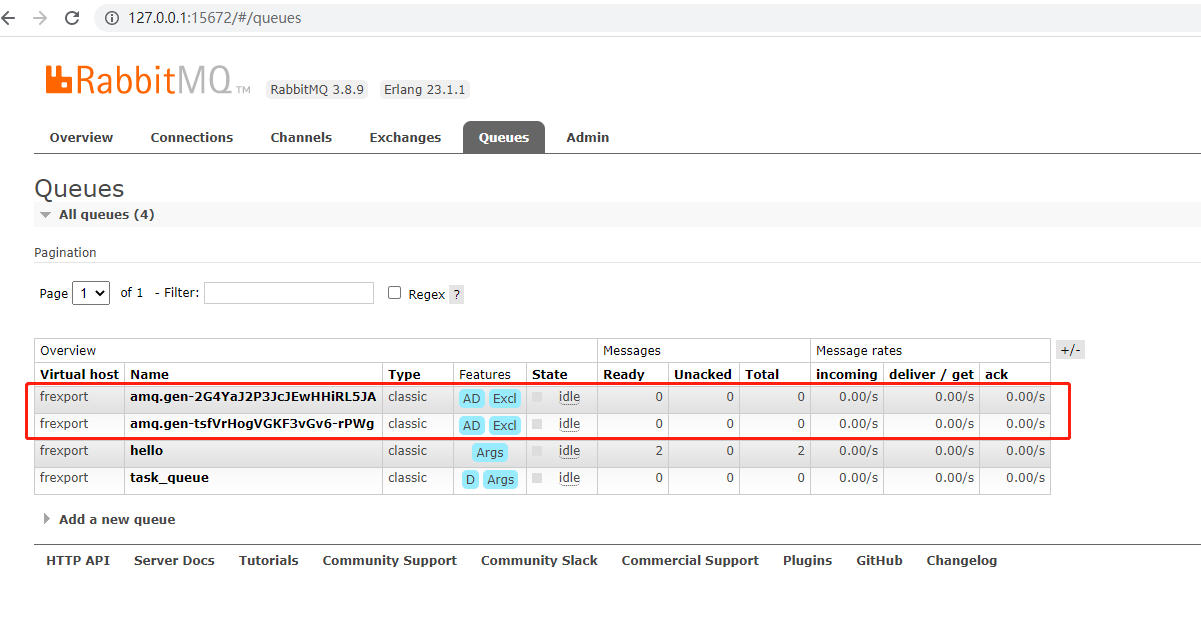 127.0.0.1:15672/#/queues
RabbitMQ TM RabbitMQ 3.8.9 Erlang 23.1.1
Overview Connections Channels Exchanges Queues Admin
Queues
All queues (4)
Pagination
Page 1 of 1 - Filter: Regex ?
Overview Messages Message rates +/-
Virtual host Name Type Features State Ready Unacked Total incoming deliver / get ack
frexport amq.gen-2G4YaJ2P3JcJEwHHiRL5JA classic AD Excl idle 0 0 0 0.00/s 0.00/s 0.00/s
frexport amq.gen-tsfVrHogVGKF3vGv6-rPWg classic AD Excl idle 0 0 0 0.00/s 0.00/s 0.00/s
frexport hello classic Args idle 2 0 2 0.00/s 0.00/s 0.00/s
frexport task_queue classic D Args idle 0 0 0 0.00/s 0.00/s 0.00/s
Add a new queue
HTTP API Server Docs Tutorials Community Support Community Slack Commercial Support Plugins GitHub Changelog